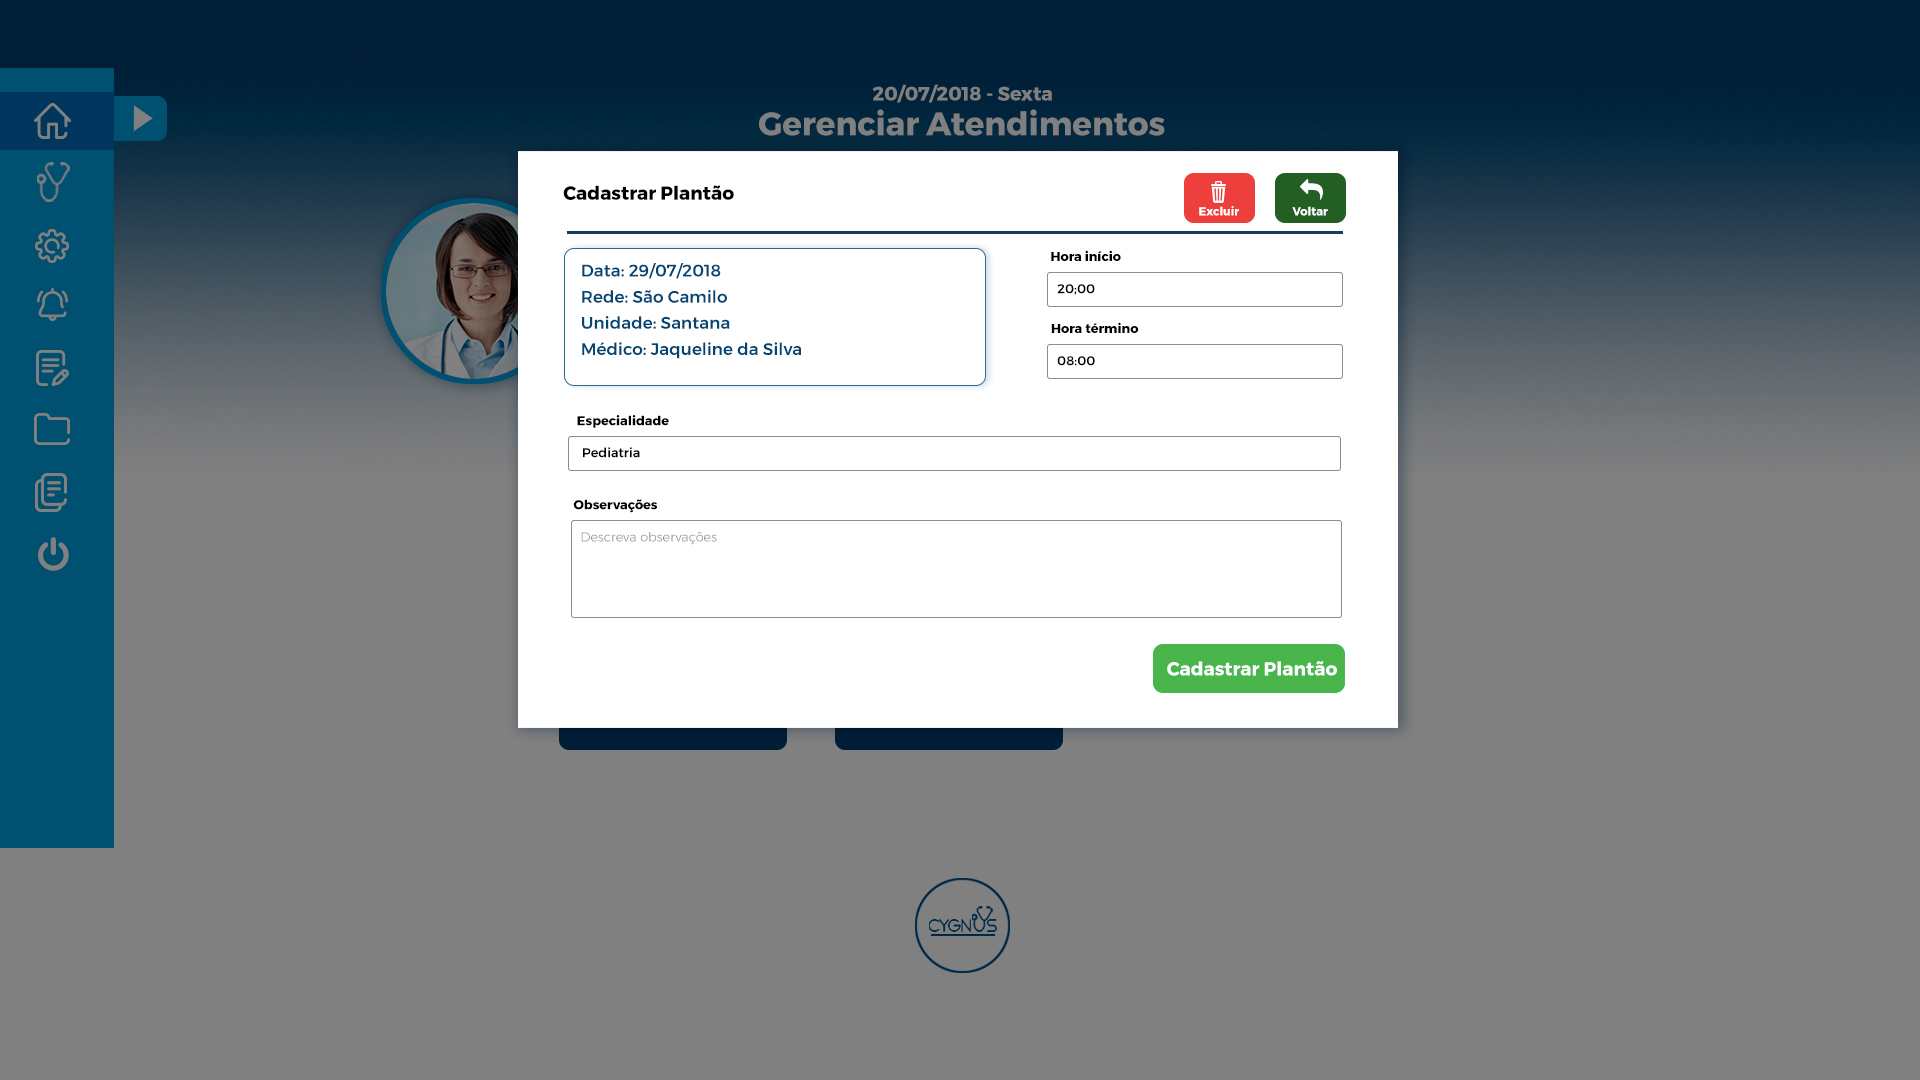 20/07/2018 - Sexta
Gerenciar Atendimentos
Cadastrar Plantão
Excluir
Voltar
Data: 29/07/2018
Rede: São Camilo
Unidade: Santana
Médico: Jaqueline da Silva
Hora início
20;00
Hora término
08:00
Especialidade
Pediatria
Observações
Descreva observações
Cadastrar Plantão
CYGNUS